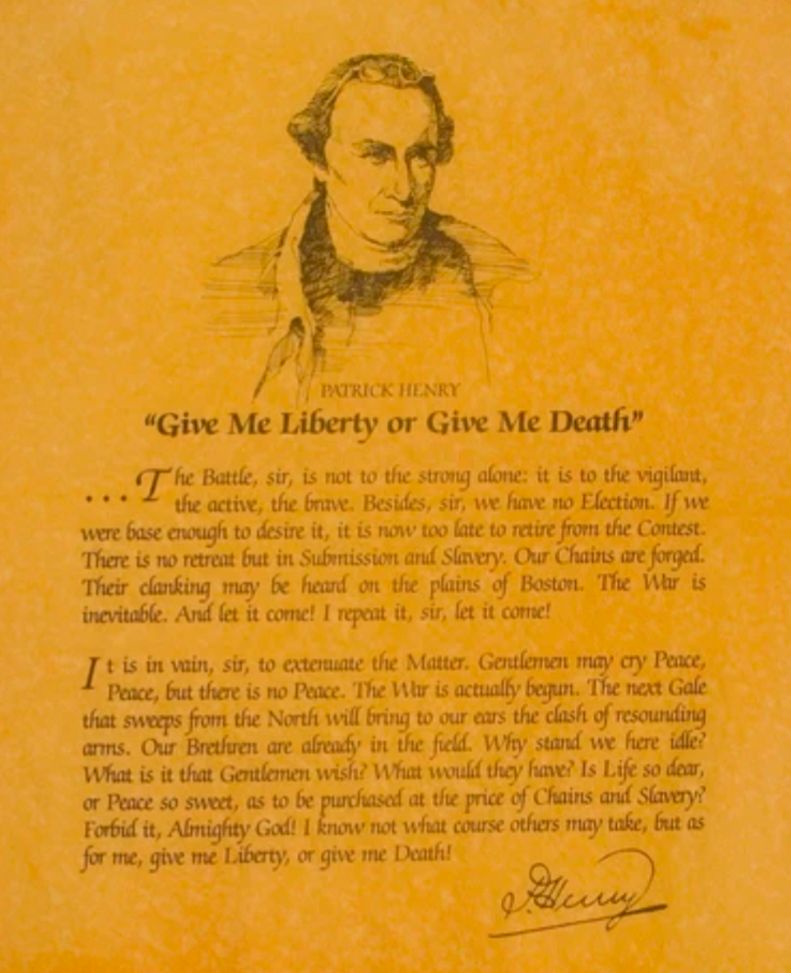 PATRICK HENRY
“Give Me Liberty or Give Me Death”
...The Battle, sir, is not to the strong alone: it is to the vigilant,
the active, the brave. Besides, sir, we have no Election. If we
were base enough to desire it, it is now too late to retire from the Contest.
There is no retreat but in Submission and Slavery. Our Chains are forged.
Their clanking may be heard on the plains of Boston. The War is
inevitable. And let it come! I repeat it, sir, let it come!
It is in vain, sir, to extenuate the Matter. Gentlemen may cry Peace,
Peace, but there is no Peace. The War is actually begun. The next Gale
that sweeps from the North will bring to our ears the clash of resounding
arms. Our Brethren are already in the field. Why stand we here idle?
What is it that Gentlemen wish? What would they have? Is Life so dear,
or Peace so sweet, as to be purchased at the price of Chains and Slavery?
Forbid it, Almighty God! I know not what course others may take, but as
for me, give me Liberty, or give me Death!
P. Henry